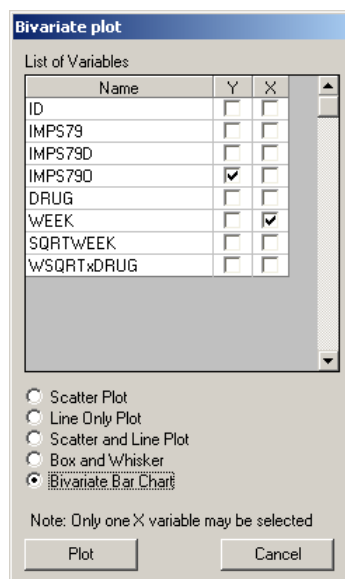 Bivariate plot
List of Variables
Name Y X
ID
IMPS79
IMPS79D
IMPS79O
DRUG
WEEK
SQRTWEEK
WSQRTxDRUG
Scatter Plot
Line Only Plot
Scatter and Line Plot
Box and Whisker
Bivariate Bar Chart
Note: Only one X variable may be selected
Plot Cancel